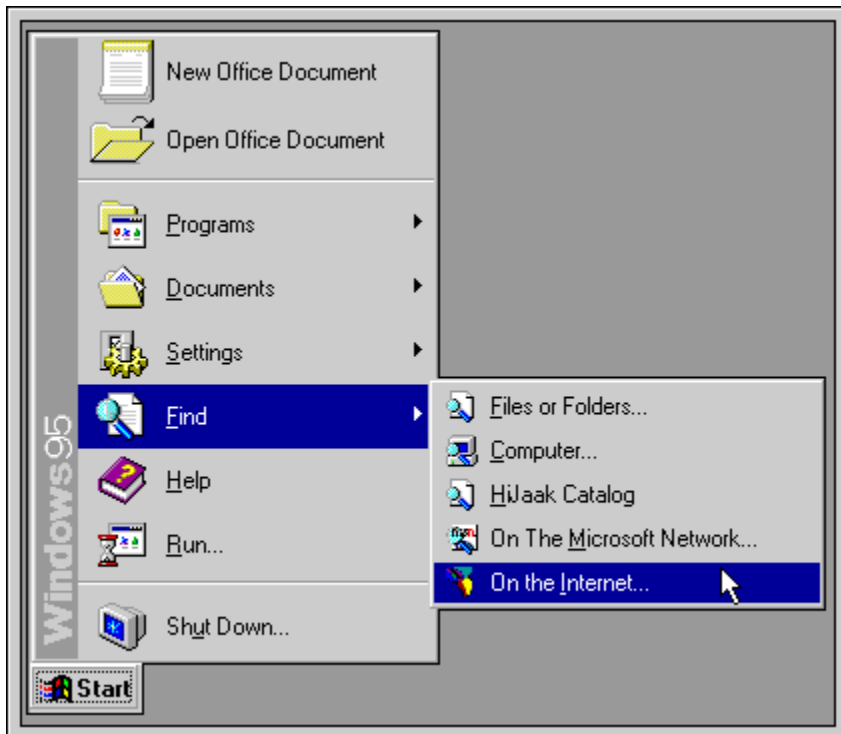 New Office Document
Open Office Document
Programs
Documents
Settings
Find
Help
Run...
Shut Down...
Windows95
Start
Files or Folders...
Computer...
HiJaak Catalog
On The Microsoft Network...
On the Internet...